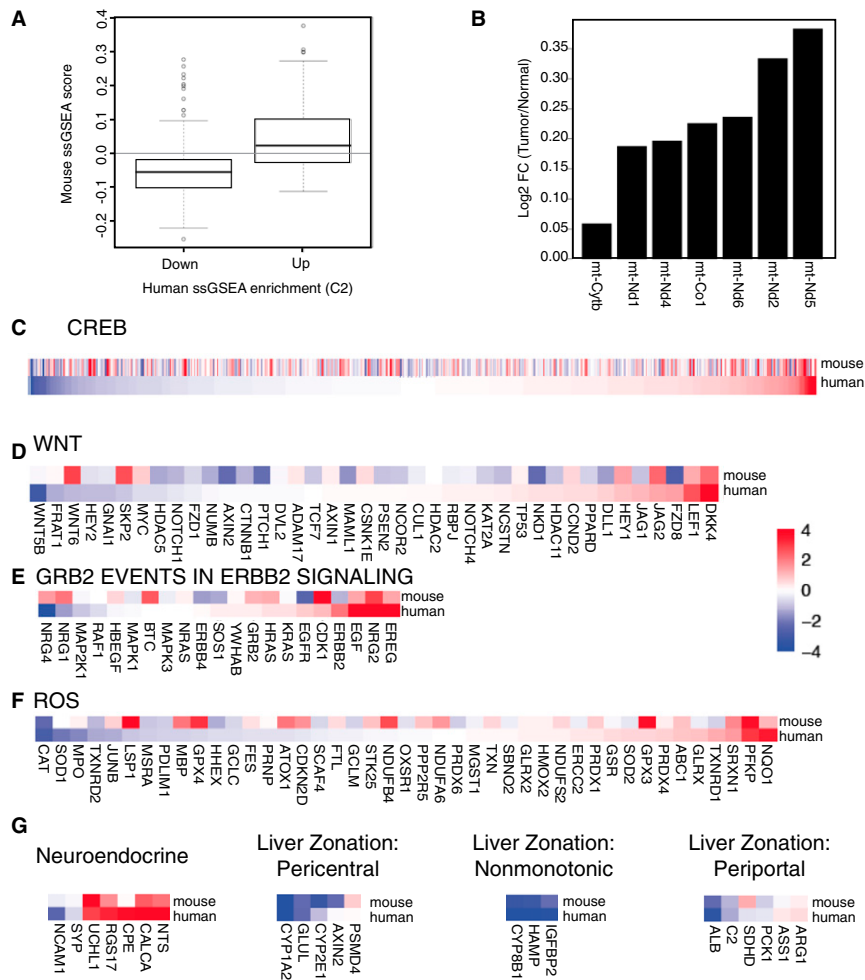 A
Mouse ssGSEA score
0.4
0.3
0.2
0.1
0.0
-0.1
-0.2
Down
Up
Human ssGSEA enrichment (C2)
B
Log2 FC (Tumor/Normal)
0.35
0.30
0.25
0.20
0.15
0.10
0.05
0.00
mt-Cytb
mt-Nd1
mt-Nd4
mt-Co1
mt-Nd6
mt-Nd2
mt-Nd5
C
CREB
mouse
human
D
WNT
mouse
human
WNT5B
FRAT1
WNT6
HEY2
GNAI1
SKP2
MYC
HDAC5
NOTCH1
FZD1
NUMB
AXIN2
CTNNB1
PTCH1
DVL2
ADAM17
TCF7
AXIN1
MAML1
CSNK1E
PSEN2
NCOR2
CUL1
HDAC2
RBPJ
NOTCH4
KAT2A
NCSTN
TP53
NKD1
HDAC11
CCND2
PPARD
DLL1
HEY1
JAG1
JAG2
FZD8
LEF1
DKK4
4
2
0
−2
−4
E
GRB2 EVENTS IN ERBB2 SIGNALING
mouse
human
NRG4
NRG1
MAP2K1
RAF1
HBEGF
MAPK1
BTC
MAPK3
NRAS
ERBB4
SOS1
YWHAB
GRB2
HRAS
KRAS
EGFR
CDK1
ERBB2
EGF
NRG2
EREG
F
ROS
mouse
human
CAT
SOD1
MPO
TXNRD2
JUNB
LSP1
MSRA
PDLIM1
MBP
GPX4
HHEX
GCLC
FES
PRNP
ATOX1
CDKN2D
SCAF4
FTL
GCLM
STK25
NDUFB4
OXSR1
PPP2R5
NDUFA6
PRDX6
MGST1
TXN
SBNO2
GLRX2
HMOX2
NDUFS2
ERCC2
PRDX1
GSR
SOD2
GPX3
PRDX4
ABC1
GLRX
TXNRD1
SRXN1
PFKP
NQO1
G
Neuroendocrine
mouse
human
NCAM1
SYP
UCHL1
RGS17
CPE
CALCA
NTS
Liver Zonation:
Pericentral
mouse
human
CYP1A2
GLUL
CYP2E1
AXIN2
PSMD4
Liver Zonation:
Nonmonotonic
mouse
human
CYP8B1
HAMP
IGFBP2
Liver Zonation:
Periportal
mouse
human
ALB
C2
SDHD
PCK1
ASS1
ARG1